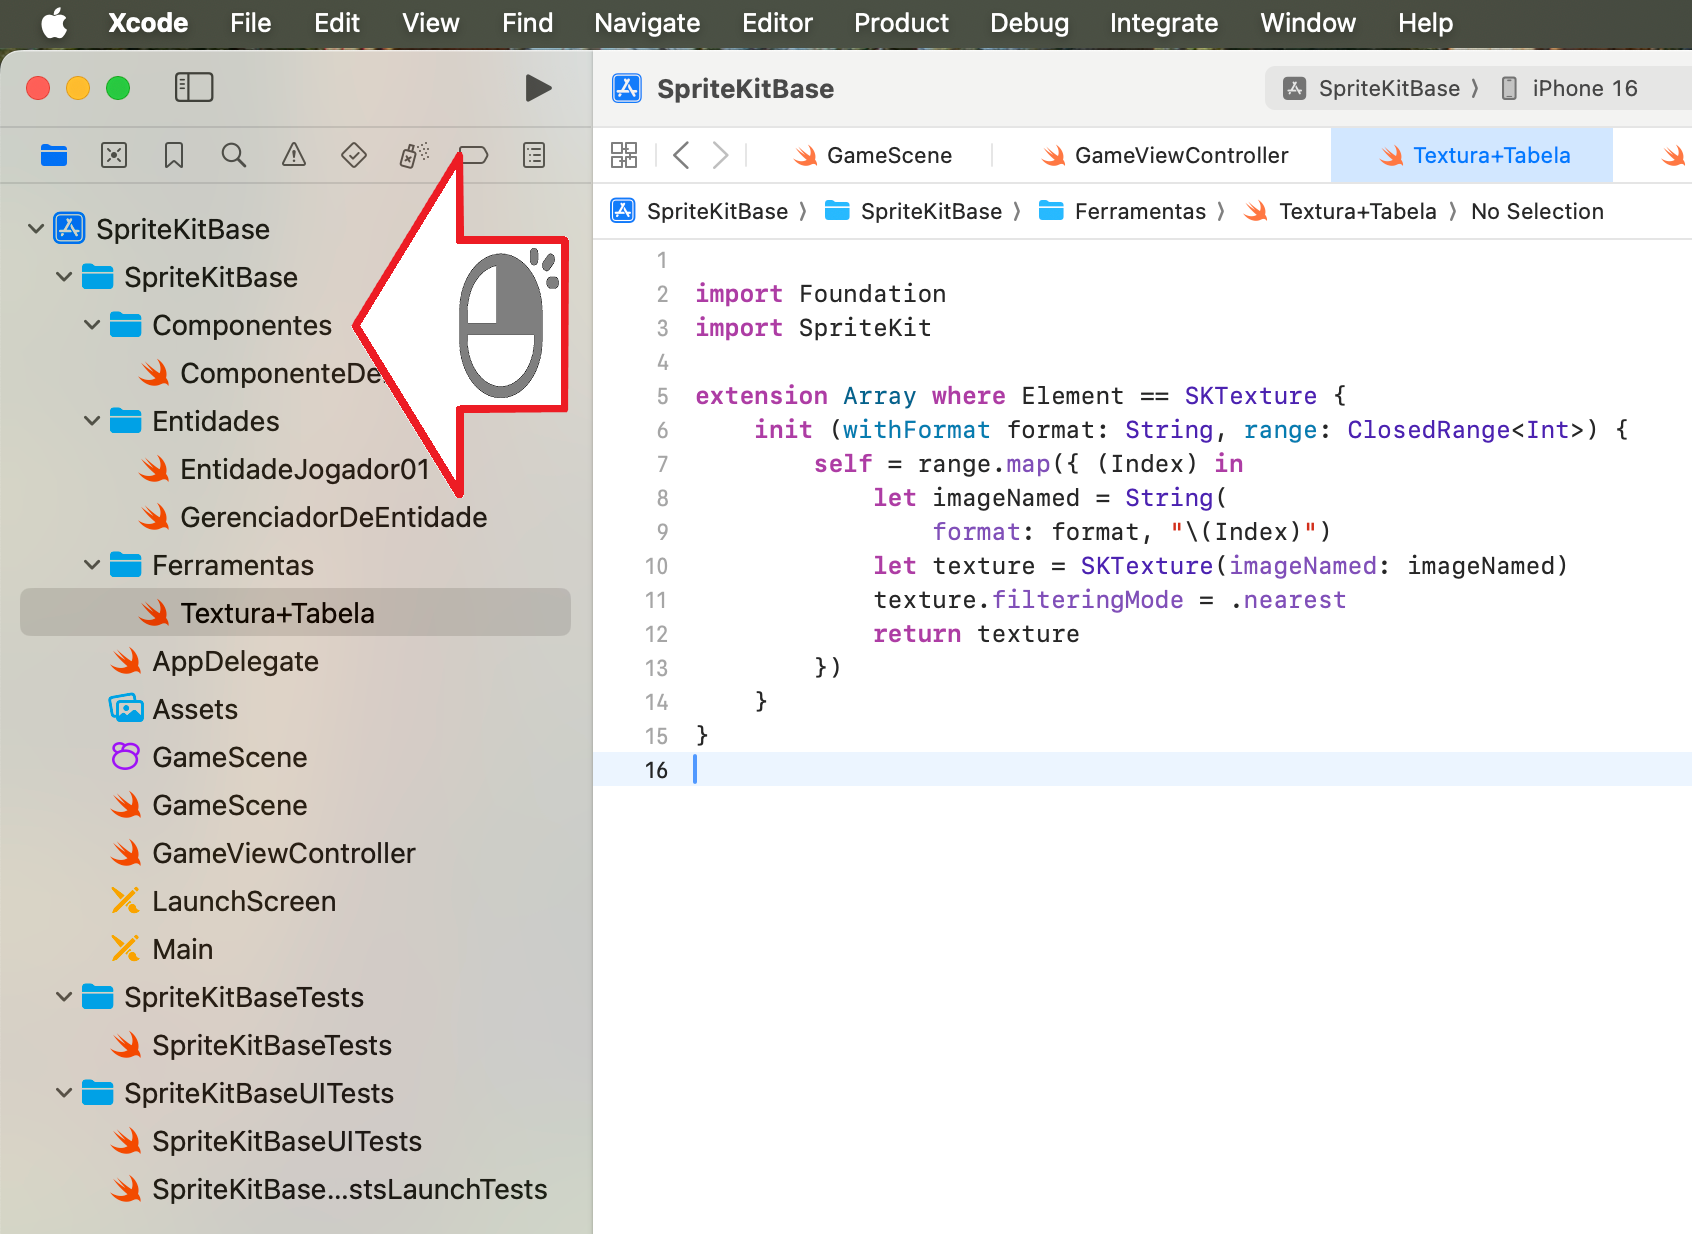 Xcode File Edit View Find Navigate Editor Product Debug Integrate Window Help
SpriteKitBase
SpriteKitBase 〉 iPhone 16
GameScene GameViewController Textura+Tabela
SpriteKitBase 〉 SpriteKitBase 〉 Ferramentas 〉 Textura+Tabela 〉 No Selection
SpriteKitBase
SpriteKitBase
Componentes
ComponenteDe
Entidades
EntidadeJogador01
GerenciadorDeEntidade
Ferramentas
Textura+Tabela
AppDelegate
Assets
GameScene
GameScene
GameViewController
LaunchScreen
Main
SpriteKitBaseTests
SpriteKitBaseTests
SpriteKitBaseUITests
SpriteKitBaseUITests
SpriteKitBase...stsLaunchTests
1
2 import Foundation
3 import SpriteKit
4
5 extension Array where Element == SKTexture {
6     init (withFormat format: String, range: ClosedRange<Int>) {
7         self = range.map({ (Index) in
8             let imageNamed = String(
9                 format: format, "\(Index)")
10             let texture = SKTexture(imageNamed: imageNamed)
11             texture.filteringMode = .nearest
12             return texture
13         })
14     }
15 }
16